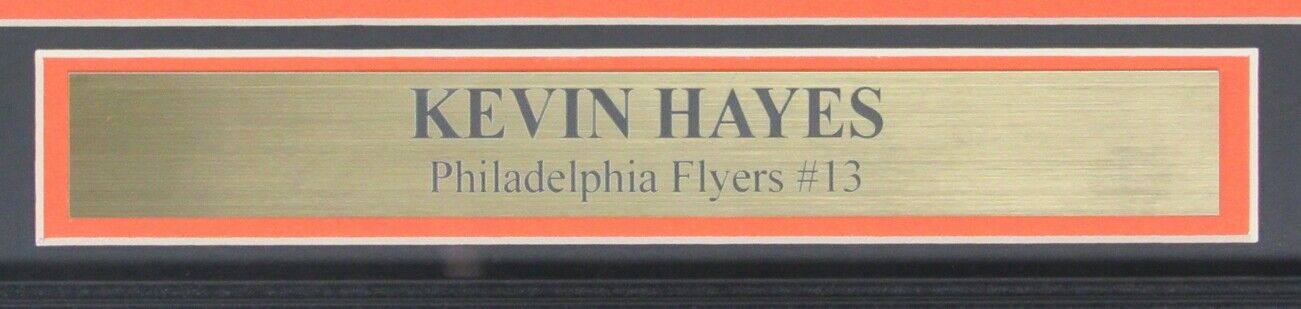 KEVIN HAYES
Philadelphia Flyers #13